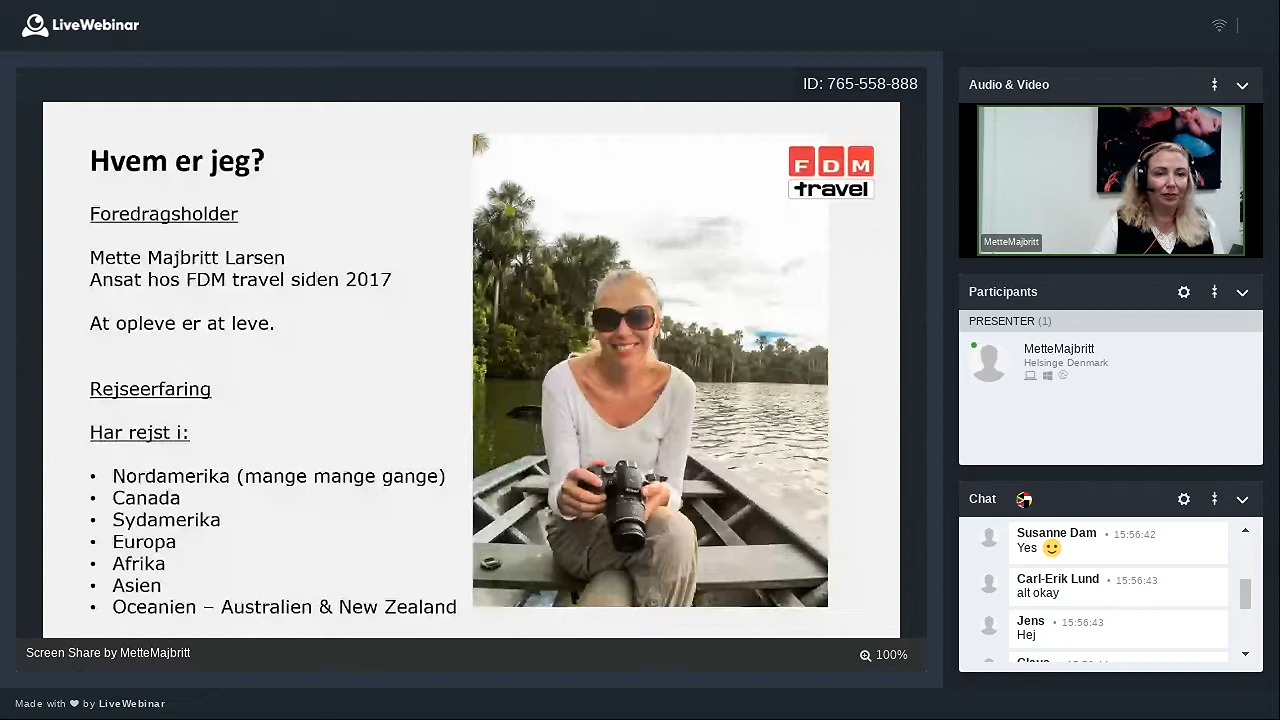 LiveWebinar
ID: 765-558-888
Hvem er jeg?
Foredragsholder
Mette Majbritt Larsen
Ansat hos FDM travel siden 2017
At opleve er at leve.
Rejseerfaring
Har rejst i:
• Nordamerika (mange mange gange)
• Canada
• Sydamerika
• Europa
• Afrika
• Asien
• Oceanien – Australien & New Zealand
FDM
travel
Screen Share by MetteMajbritt
100%
Audio & Video
MetteMajbritt
Participants
PRESENTER (1)
MetteMajbritt
Helsinge Denmark
Chat
Susanne Dam • 15:56:42
Yes 🙂
Carl-Erik Lund • 15:56:43
alt okay
Jens • 15:56:43
Hej
Made with ♥ by LiveWebinar